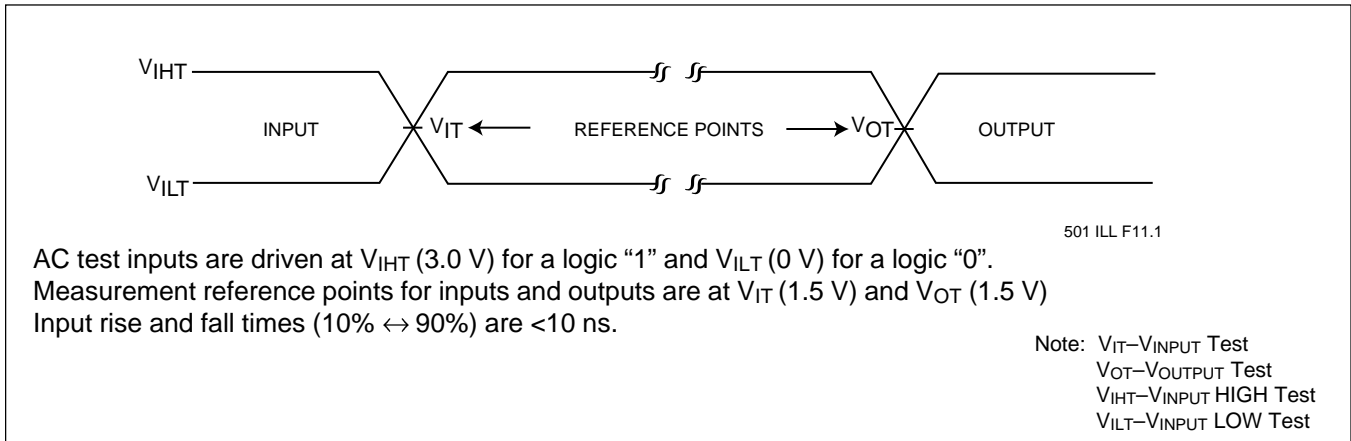 VIHT
INPUT
VIT
REFERENCE POINTS
VOT
OUTPUT
VILT
501 ILL F11.1
AC test inputs are driven at VIHT (3.0 V) for a logic “1” and VILT (0 V) for a logic “0”.
Measurement reference points for inputs and outputs are at VIT (1.5 V) and VOT (1.5 V)
Input rise and fall times (10% ↔ 90%) are <10 ns.
Note: VIT–VINPUT Test
VOT–VOUTPUT Test
VIHT–VINPUT HIGH Test
VILT–VINPUT LOW Test